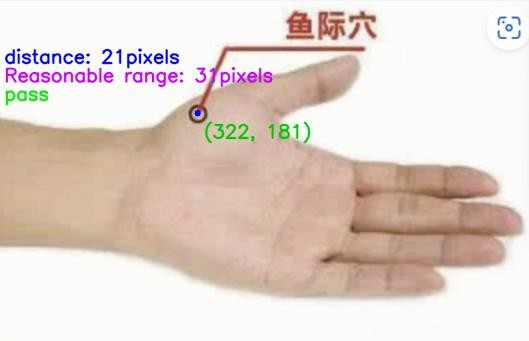 鱼际穴
distance: 21pixels
Reasonable range: 31pixels
pass
(322, 181)